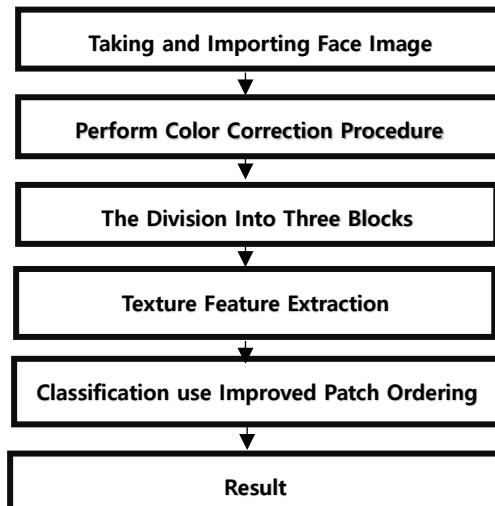 Taking and Importing Face Image
Perform Color Correction Procedure
The Division Into Three Blocks
Texture Feature Extraction
Classification use Improved Patch Ordering
Result